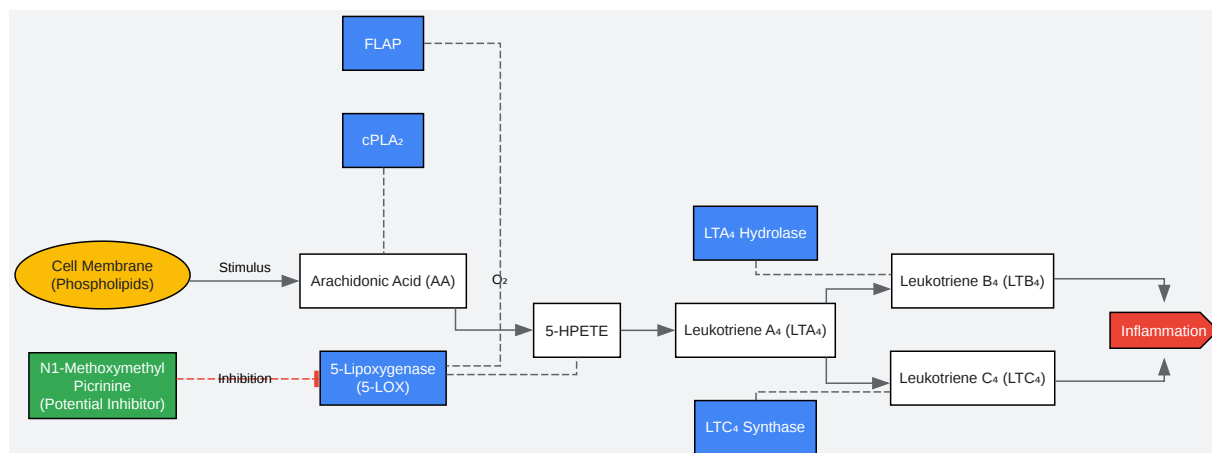 FLAP
cPLA₂
LTA₄ Hydrolase
Cell Membrane
(Phospholipids)
Stimulus
Arachidonic Acid (AA)
O₂
Leukotriene B₄ (LTB₄)
5-HPETE
Leukotriene A₄ (LTA₄)
Inflammation
N1-Methoxymethyl
Picrinine
(Potential Inhibitor)
Inhibition
5-Lipoxygenase
(5-LOX)
Leukotriene C₄ (LTC₄)
LTC₄ Synthase